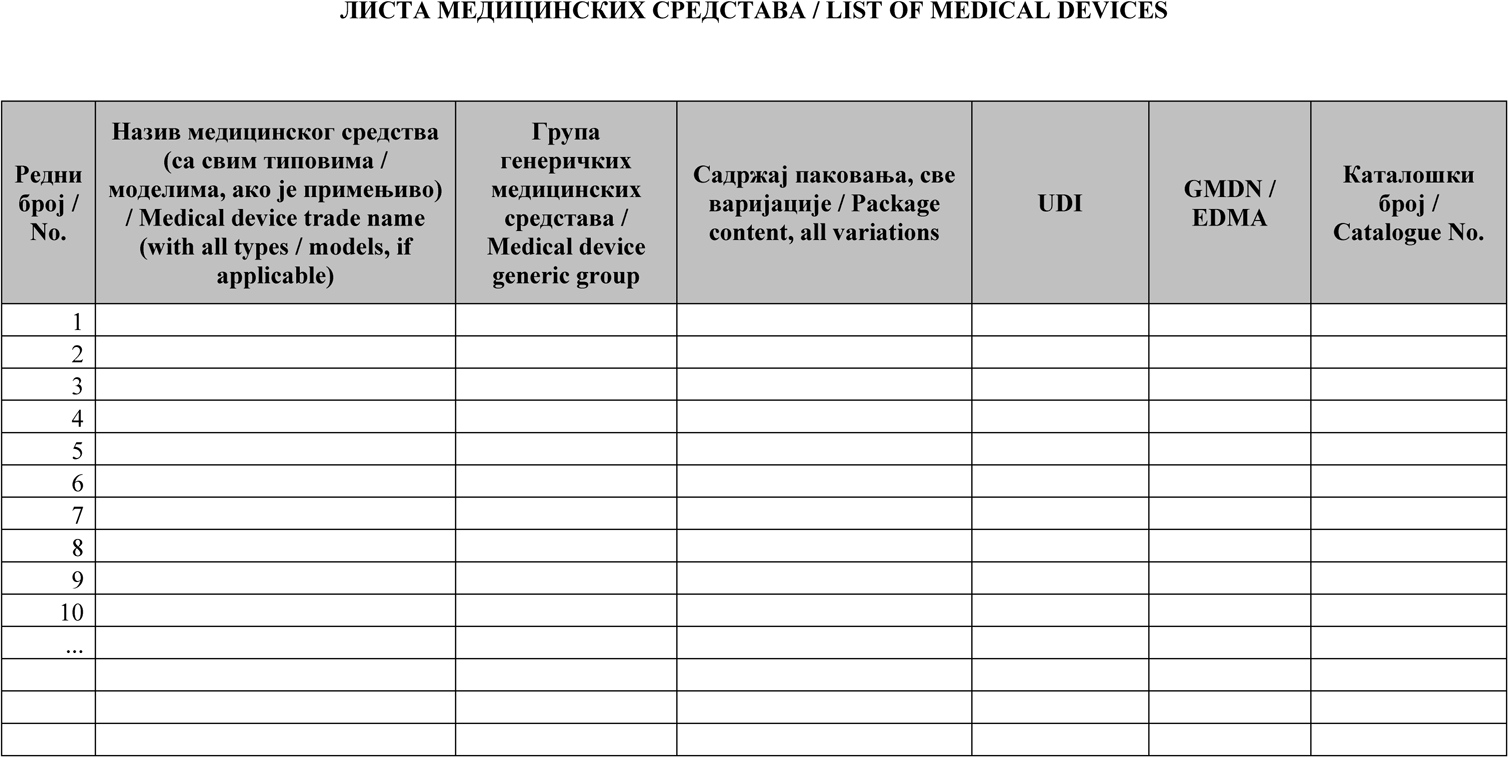 ЛИСТА МЕДИЦИНСКИХ СРЕДСТАВА / LIST OF MEDICAL DEVICES
Редни
број /
No.
Назив медицинског средства
(са свим типовима /
моделима, ако је примењиво)
/ Medical device trade name
(with all types / models, if
applicable)
Група
генеричких
медицинских
средстава /
Medical device
generic group
Садржај паковања, све
варијације / Package
content, all variations
UDI
GMDN /
EDMA
Каталошки
број /
Catalogue No.
1
2
3
4
5
6
7
8
9
10
...